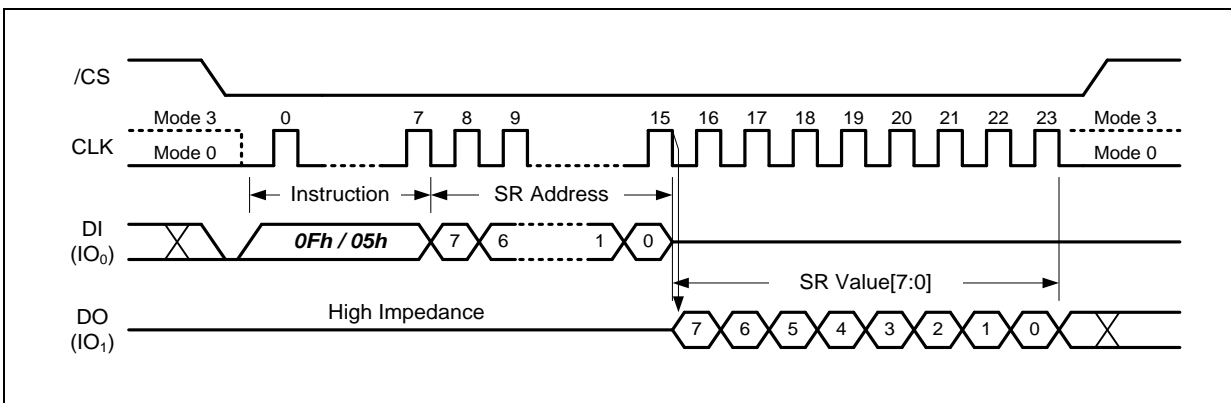 /CS
Mode 3 0 7 8 9 15 16 17 18 19 20 21 22 23 Mode 3
CLK
Mode 0 Mode 0
Instruction SR Address
DI
(IO₀)
0Fh / 05h 7 6 1 0
SR Value[7:0]
High Impedance
DO
(IO₁)
7 6 5 4 3 2 1 0